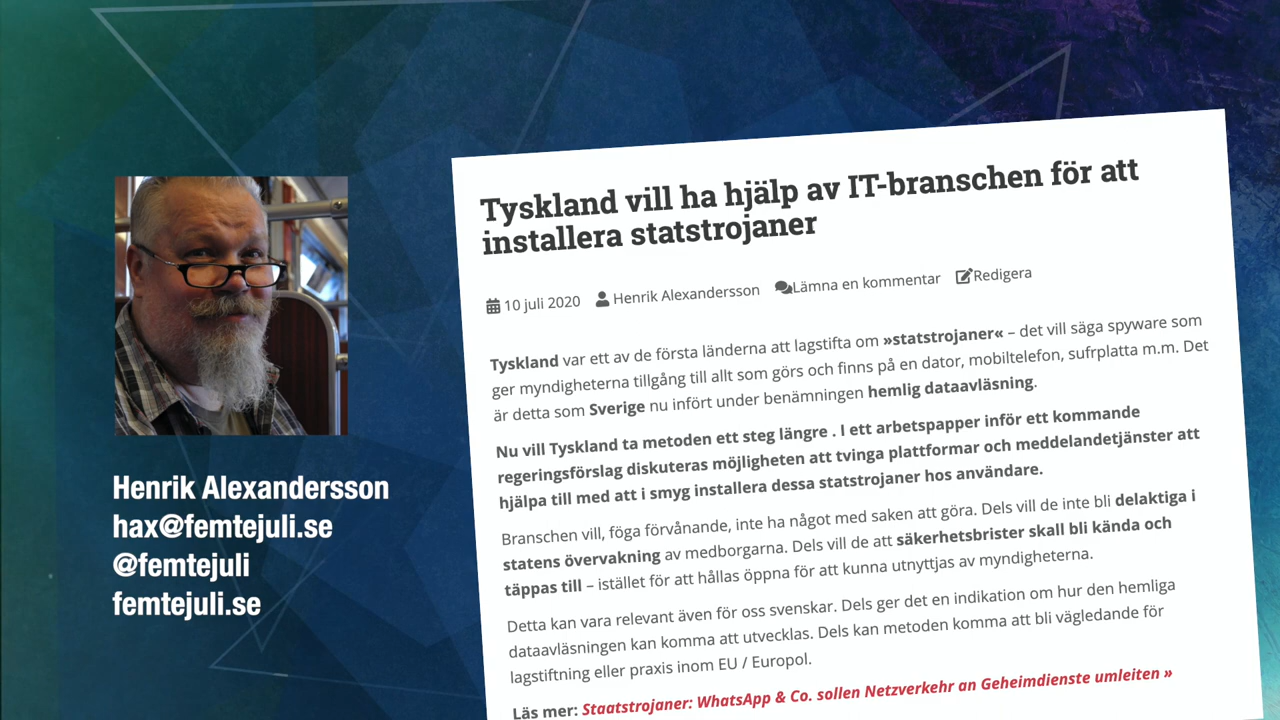 Henrik Alexandersson
hax@femtejuli.se
@femtejuli
femtejuli.se
Tyskland vill ha hjälp av IT-branschen för att
installera statstrojaner
10 juli 2020 Henrik Alexandersson Lämna en kommentar Redigera
Tyskland var ett av de första länderna att lagstifta om »statstrojaner« – det vill säga spyware som
ger myndigheterna tillgång till allt som görs och finns på en dator, mobiltelefon, sufrplatta m.m. Det
är detta som Sverige nu infört under benämningen hemlig dataavläsning.
Nu vill Tyskland ta metoden ett steg längre . I ett arbetspapper inför ett kommande
regeringsförslag diskuteras möjligheten att tvinga plattformar och meddelandetjänster att
hjälpa till med att i smyg installera dessa statstrojaner hos användare.
Branschen vill, föga förvånande, inte ha något med saken att göra. Dels vill de inte bli delaktiga i
statens övervakning av medborgarna. Dels vill de att säkerhetsbrister skall bli kända och
täppas till – istället för att hållas öppna för att kunna utnyttjas av myndigheterna.
Detta kan vara relevant även för oss svenskar. Dels ger det en indikation om hur den hemliga
dataavläsningen kan komma att utvecklas. Dels kan metoden komma att bli vägledande för
lagstiftning eller praxis inom EU / Europol.
Läs mer: Staatstrojaner: WhatsApp & Co. sollen Netzverkehr an Geheimdienste umleiten »